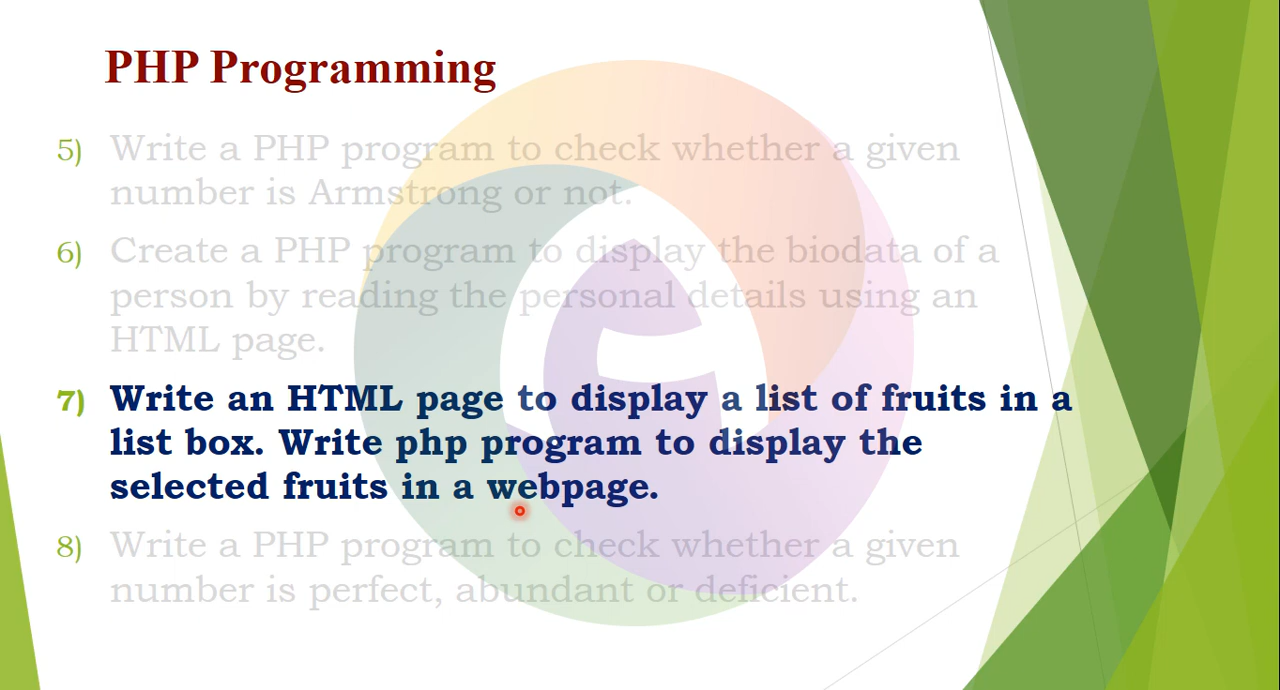 PHP Programming
5) Write a PHP program to check whether a given
number is Armstrong or not.
6) Create a PHP program to display the biodata of a
person by reading the personal details using an
HTML page.
7) Write an HTML page to display a list of fruits in a
list box. Write php program to display the
selected fruits in a webpage.
8) Write a PHP program to check whether a given
number is perfect, abundant or deficient.